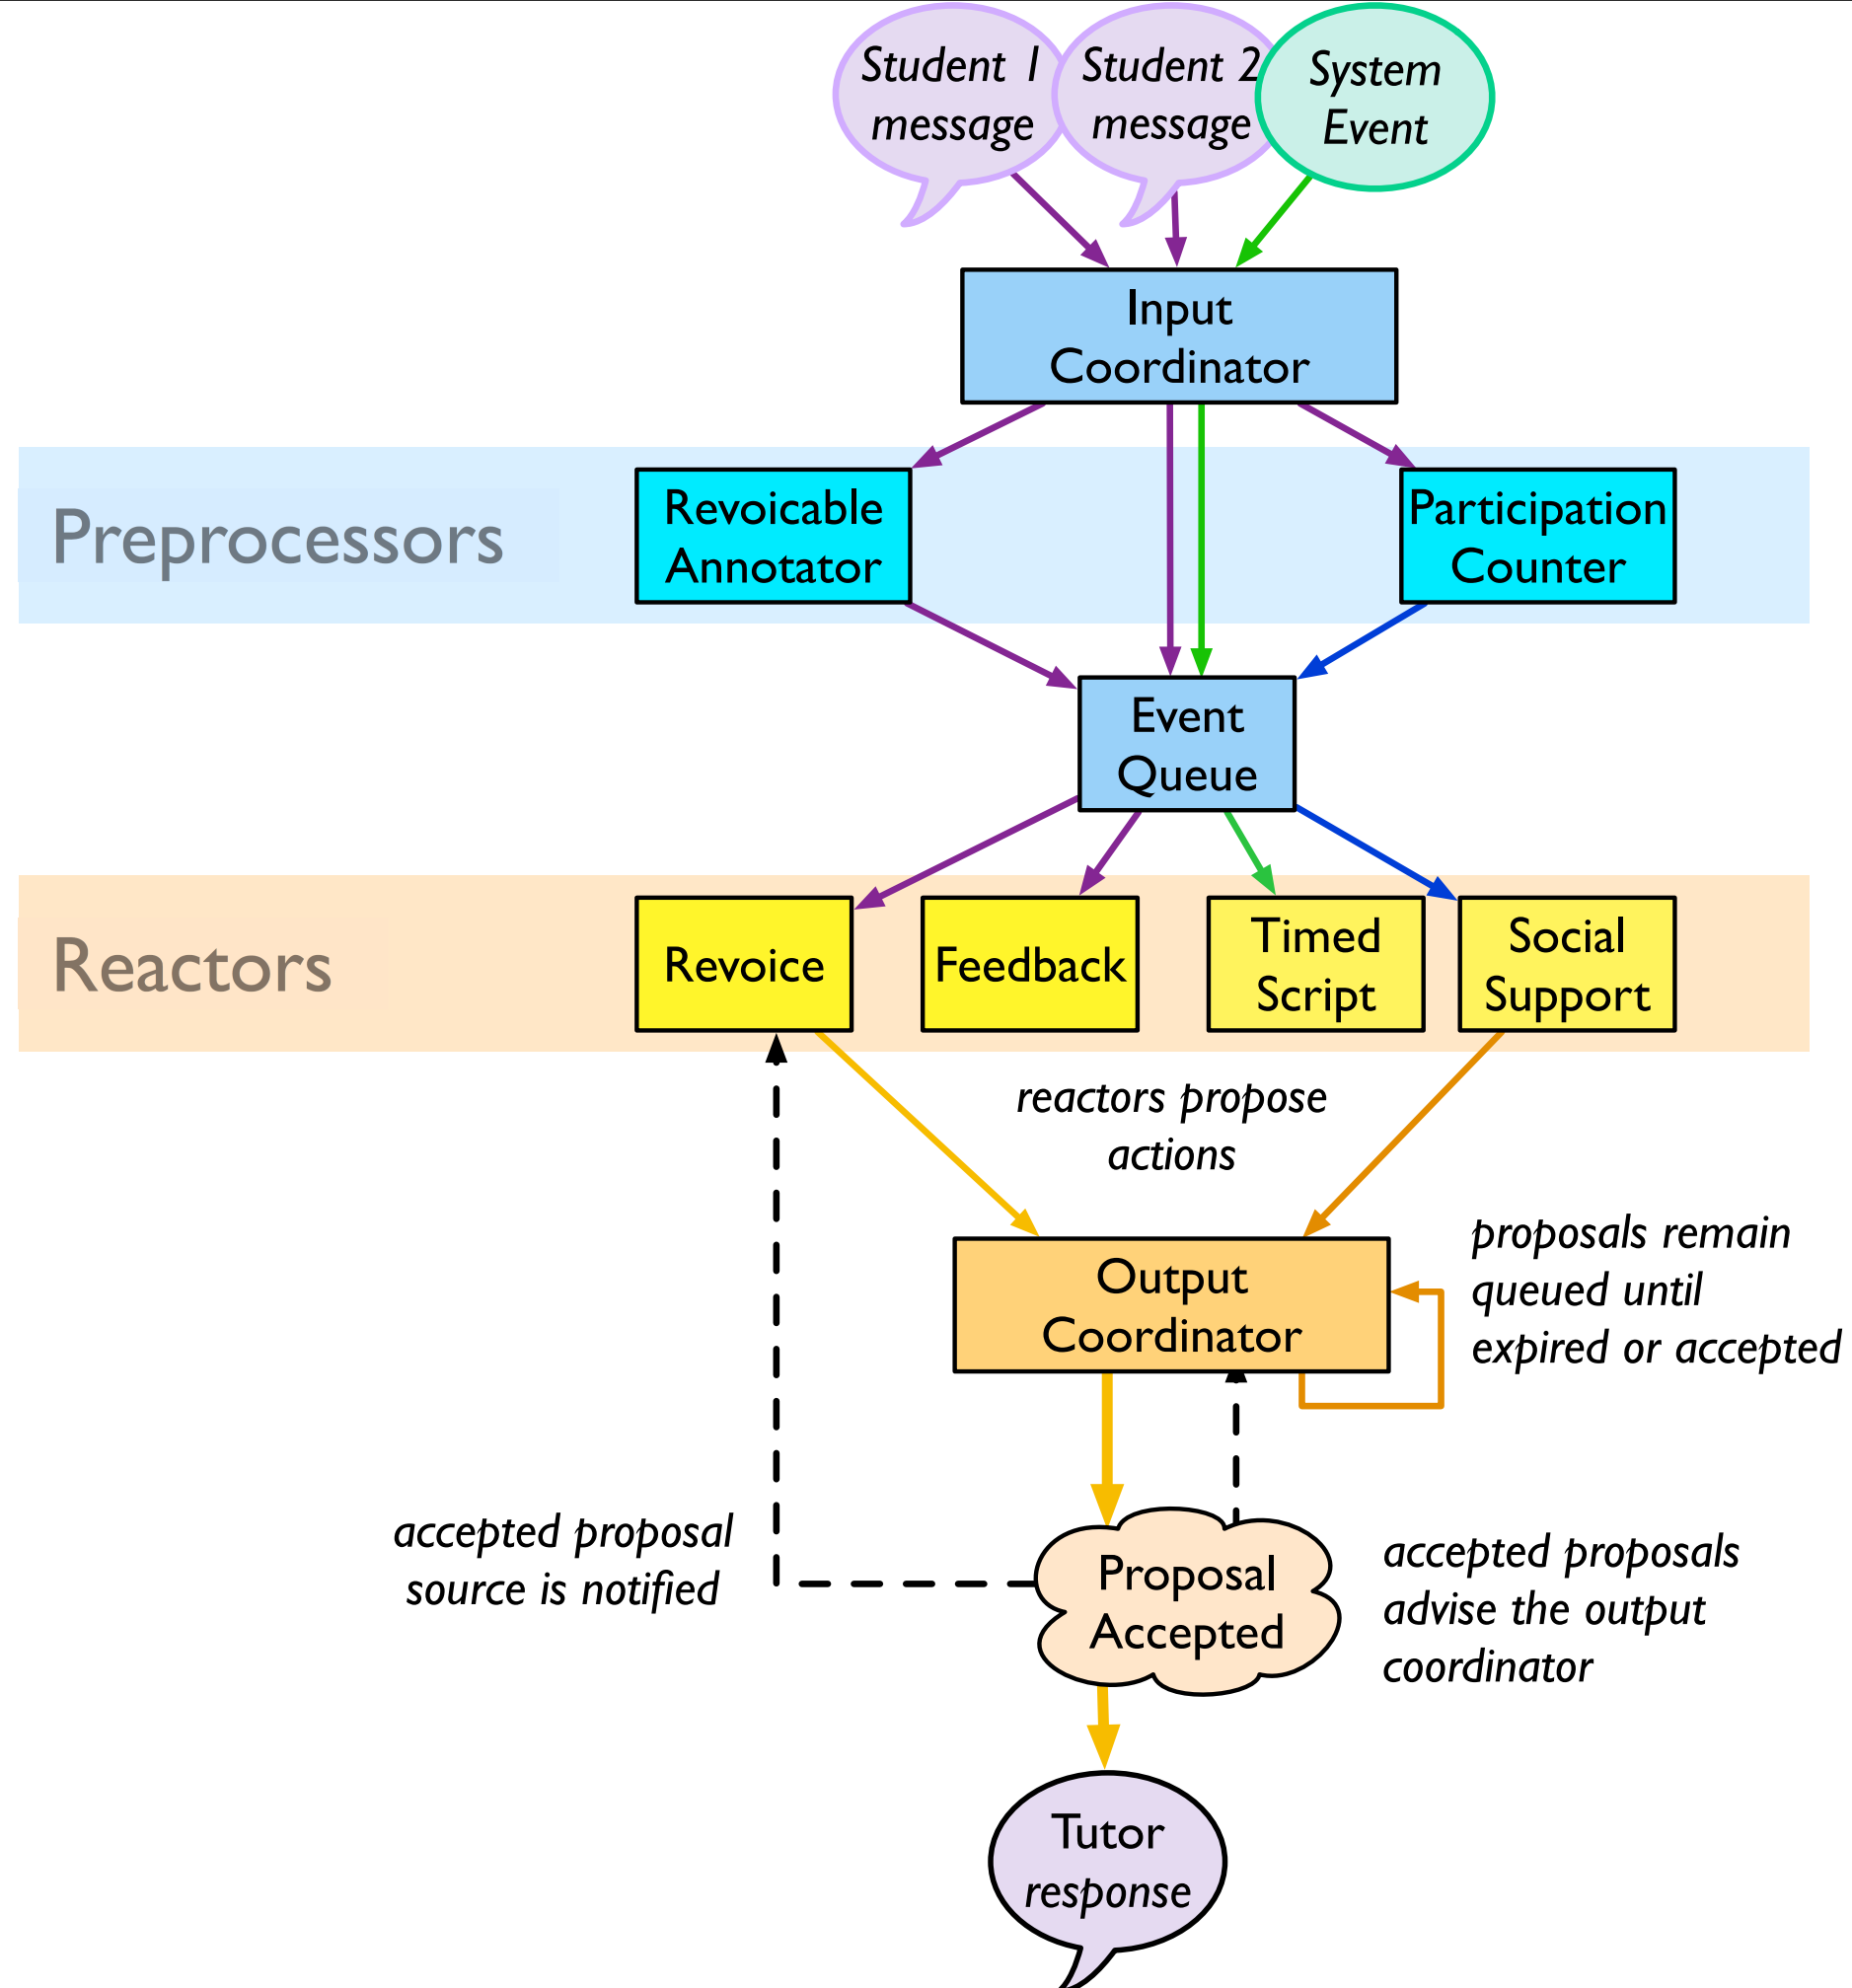 Student 1
message
Student 2
message
System
Event
Input
Coordinator
Preprocessors
Revoicable
Annotator
Participation
Counter
Event
Queue
Reactors
Revoice
Feedback
Timed
Script
Social
Support
reactors propose
actions
Output
Coordinator
proposals remain
queued until
expired or accepted
accepted proposal
source is notified
Proposal
Accepted
accepted proposals
advise the output
coordinator
Tutor
response